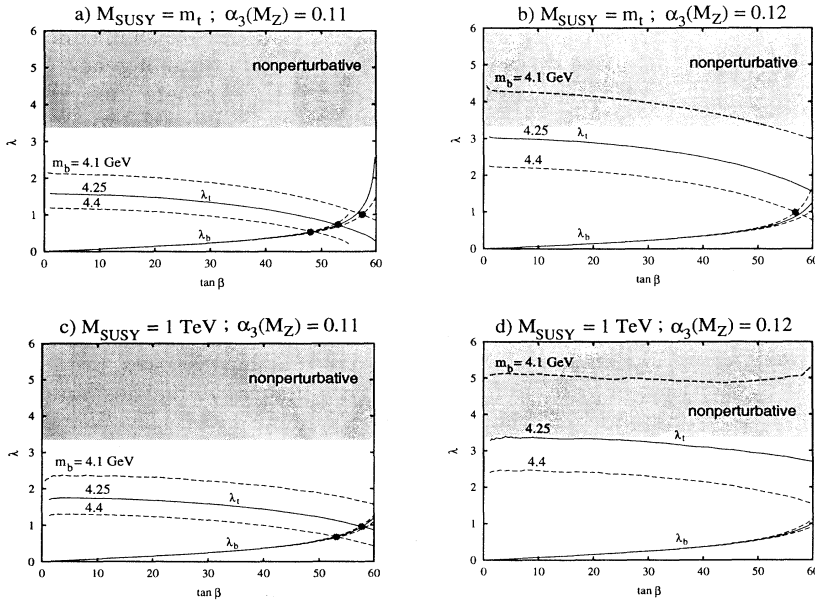 a) M_SUSY = m_t ; α_3(M_Z) = 0.11
6
5
4
3
2
1
0
λ
nonperturbative
m_b = 4.1 GeV
4.25
4.4
λ_t
λ_b
0 10 20 30 40 50 60
tan β
b) M_SUSY = m_t ; α_3(M_Z) = 0.12
6
5
4
3
2
1
0
λ
nonperturbative
m_b = 4.1 GeV
4.25
λ_t
4.4
λ_b
0 10 20 30 40 50 60
tan β
c) M_SUSY = 1 TeV ; α_3(M_Z) = 0.11
6
5
4
3
2
1
0
λ
nonperturbative
m_b = 4.1 GeV
4.25
4.4
λ_t
λ_b
0 10 20 30 40 50 60
tan β
d) M_SUSY = 1 TeV ; α_3(M_Z) = 0.12
6
5
4
3
2
1
0
λ
m_b = 4.1 GeV
nonperturbative
4.25
λ_t
4.4
λ_b
0 10 20 30 40 50 60
tan β